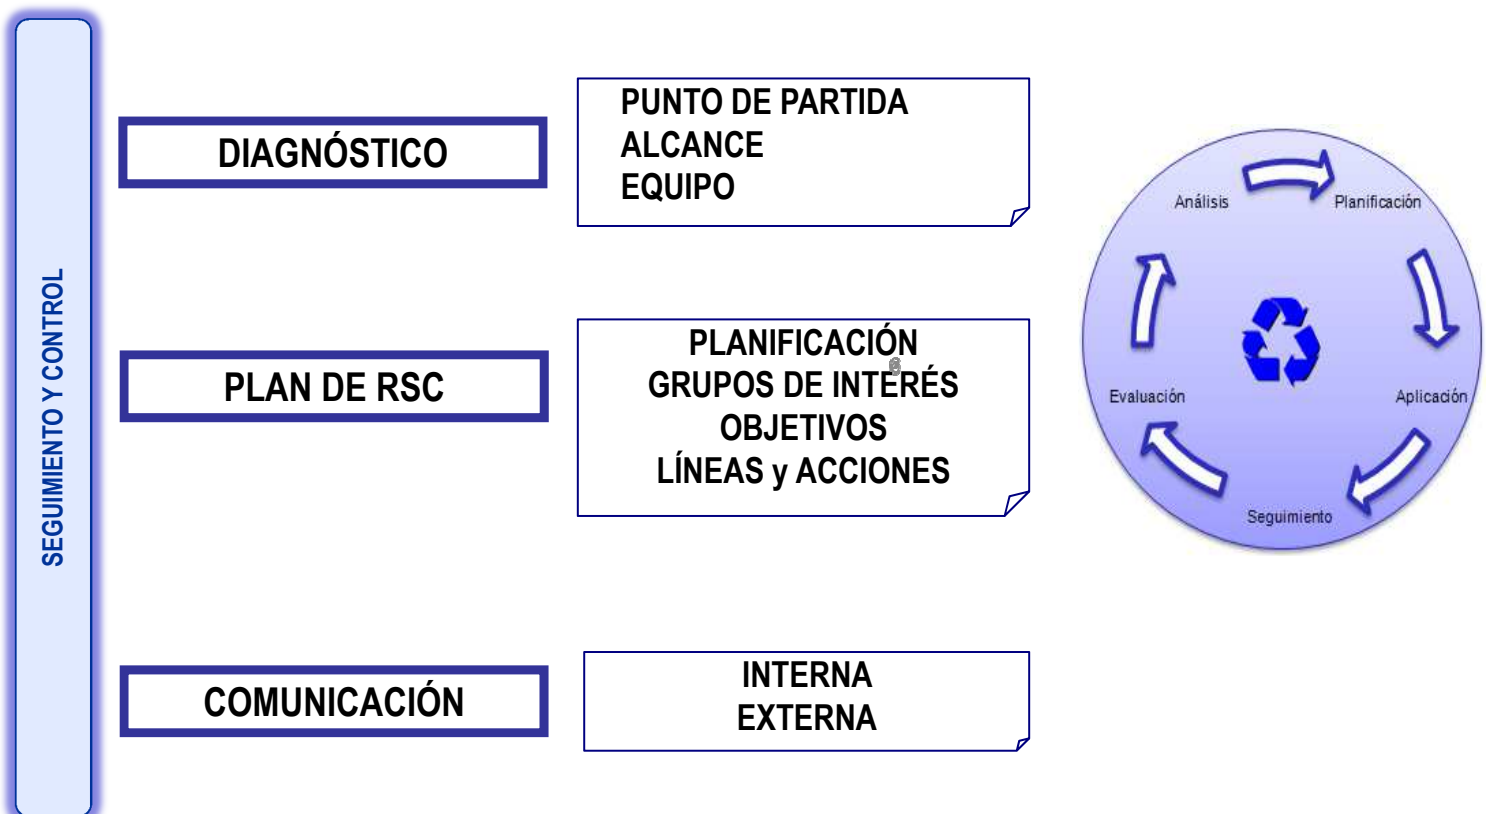 SEGUIMIENTO Y CONTROL
DIAGNÓSTICO
PUNTO DE PARTIDA
ALCANCE
EQUIPO
PLAN DE RSC
PLANIFICACIÓN
GRUPOS DE INTERÉS
OBJETIVOS
LÍNEAS y ACCIONES
COMUNICACIÓN
INTERNA
EXTERNA
Análisis
Planificación
Aplicación
Seguimiento
Evaluación